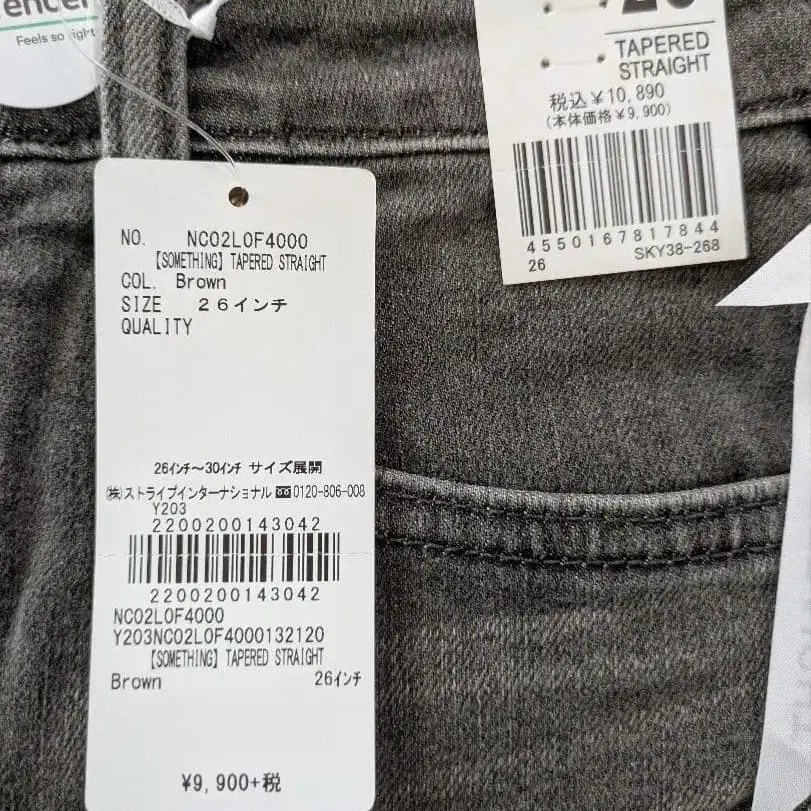 Feels so right
TAPERED
STRAIGHT
税込￥10,890
(本体価格￥9,900)
4550167817844
26 SKY38-268
NO. NC02L0F4000
【SOMETHING】TAPERED STRAIGHT
COL. Brown
SIZE 26インチ
QUALITY
26インチ～30インチ サイズ展開
㈱ストライプインターナショナル 0120-806-008
Y203
2200200143042
2200200143042
NC02L0F4000
Y203NC02L0F4000132120
【SOMETHING】TAPERED STRAIGHT
Brown 26インチ
¥9,900+税